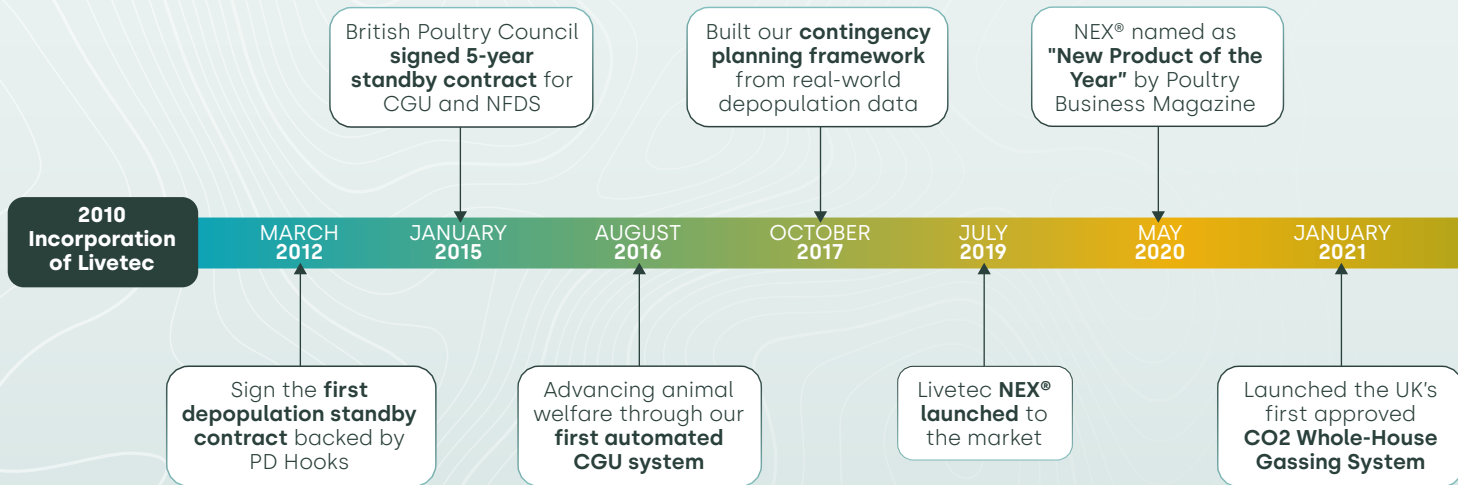 British Poultry Council
signed 5-year
standby contract for
CGU and NFDS
Built our contingency
planning framework
from real-world
depopulation data
NEX® named as
"New Product of the
Year” by Poultry
Business Magazine
2010
Incorporation
of Livetec
MARCH
2012
JANUARY
2015
AUGUST
2016
OCTOBER
2017
JULY
2019
MAY
2020
JANUARY
2021
Sign the first
depopulation standby
contract backed by
PD Hooks
Advancing animal
welfare through our
first automated
CGU system
Livetec NEX®
launched to
the market
Launched the UK’s
first approved
CO2 Whole-House
Gassing System